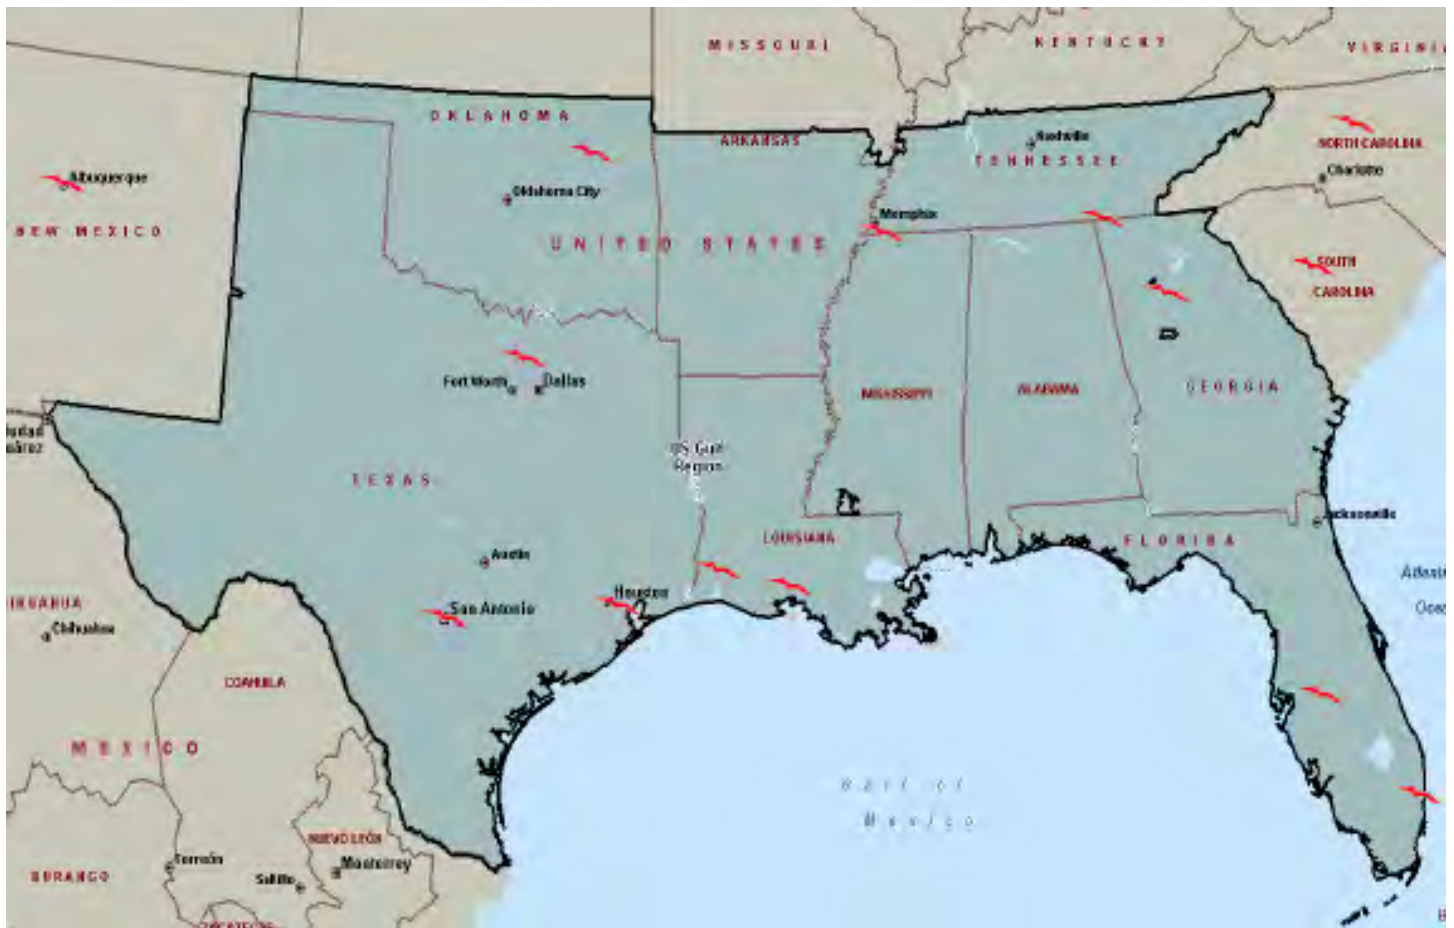 MISSOURI
KENTUCKY
VIRGINIA
OKLAHOMA
ARKANSAS
Nashville
TENNESSEE
NORTH CAROLINA
Charlotte
Albuquerque
Oklahoma City
Memphis
NEW MEXICO
UNITED STATES
SOUTH
CAROLINA
Fort Worth
Dallas
MISSISSIPPI
ALABAMA
GEORGIA
US Gulf
Region
TEXAS
Jacksonville
LOUISIANA
FLORIDA
Austin
Houston
San Antonio
Chihuahua
COAHUILA
MEXICO
Gulf of
Mexico
NUEVO LEÓN
Torreón
Monterrey
DURANGO
Saltillo